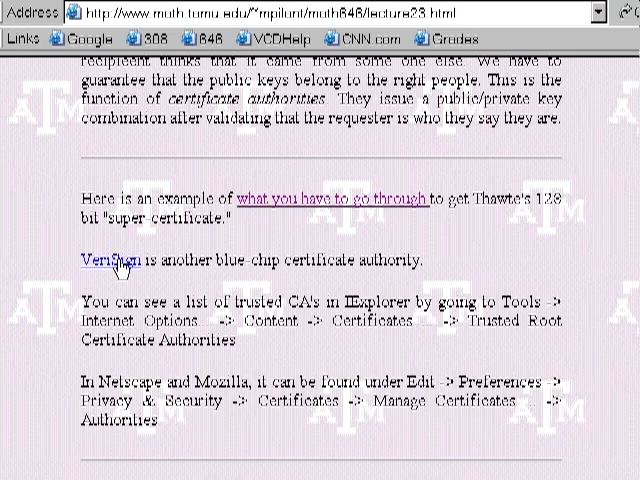 Address http://www.math.tamu.edu/~mpilant/math646/lecture23.html
Links Google 308 646 VCDHelp CNN.com Grades
recipieent thinks that it came from some one else. We have to
guarantee that the public keys belong to the right people. This is the
function of certificate authorities. They issue a public/private key
combination after validating that the requester is who they say they are.
Here is an example of what you have to go through to get Thawte's 128
bit "super-certificate."
VeriSign is another blue-chip certificate authority.
You can see a list of trusted CA's in IExplorer by going to Tools ->
Internet Options -> Content -> Certificates -> Trusted Root
Certificate Authorities
In Netscape and Mozilla, it can be found under Edit -> Preferences ->
Privacy & Security -> Certificates -> Manage Certificates ->
Authorities